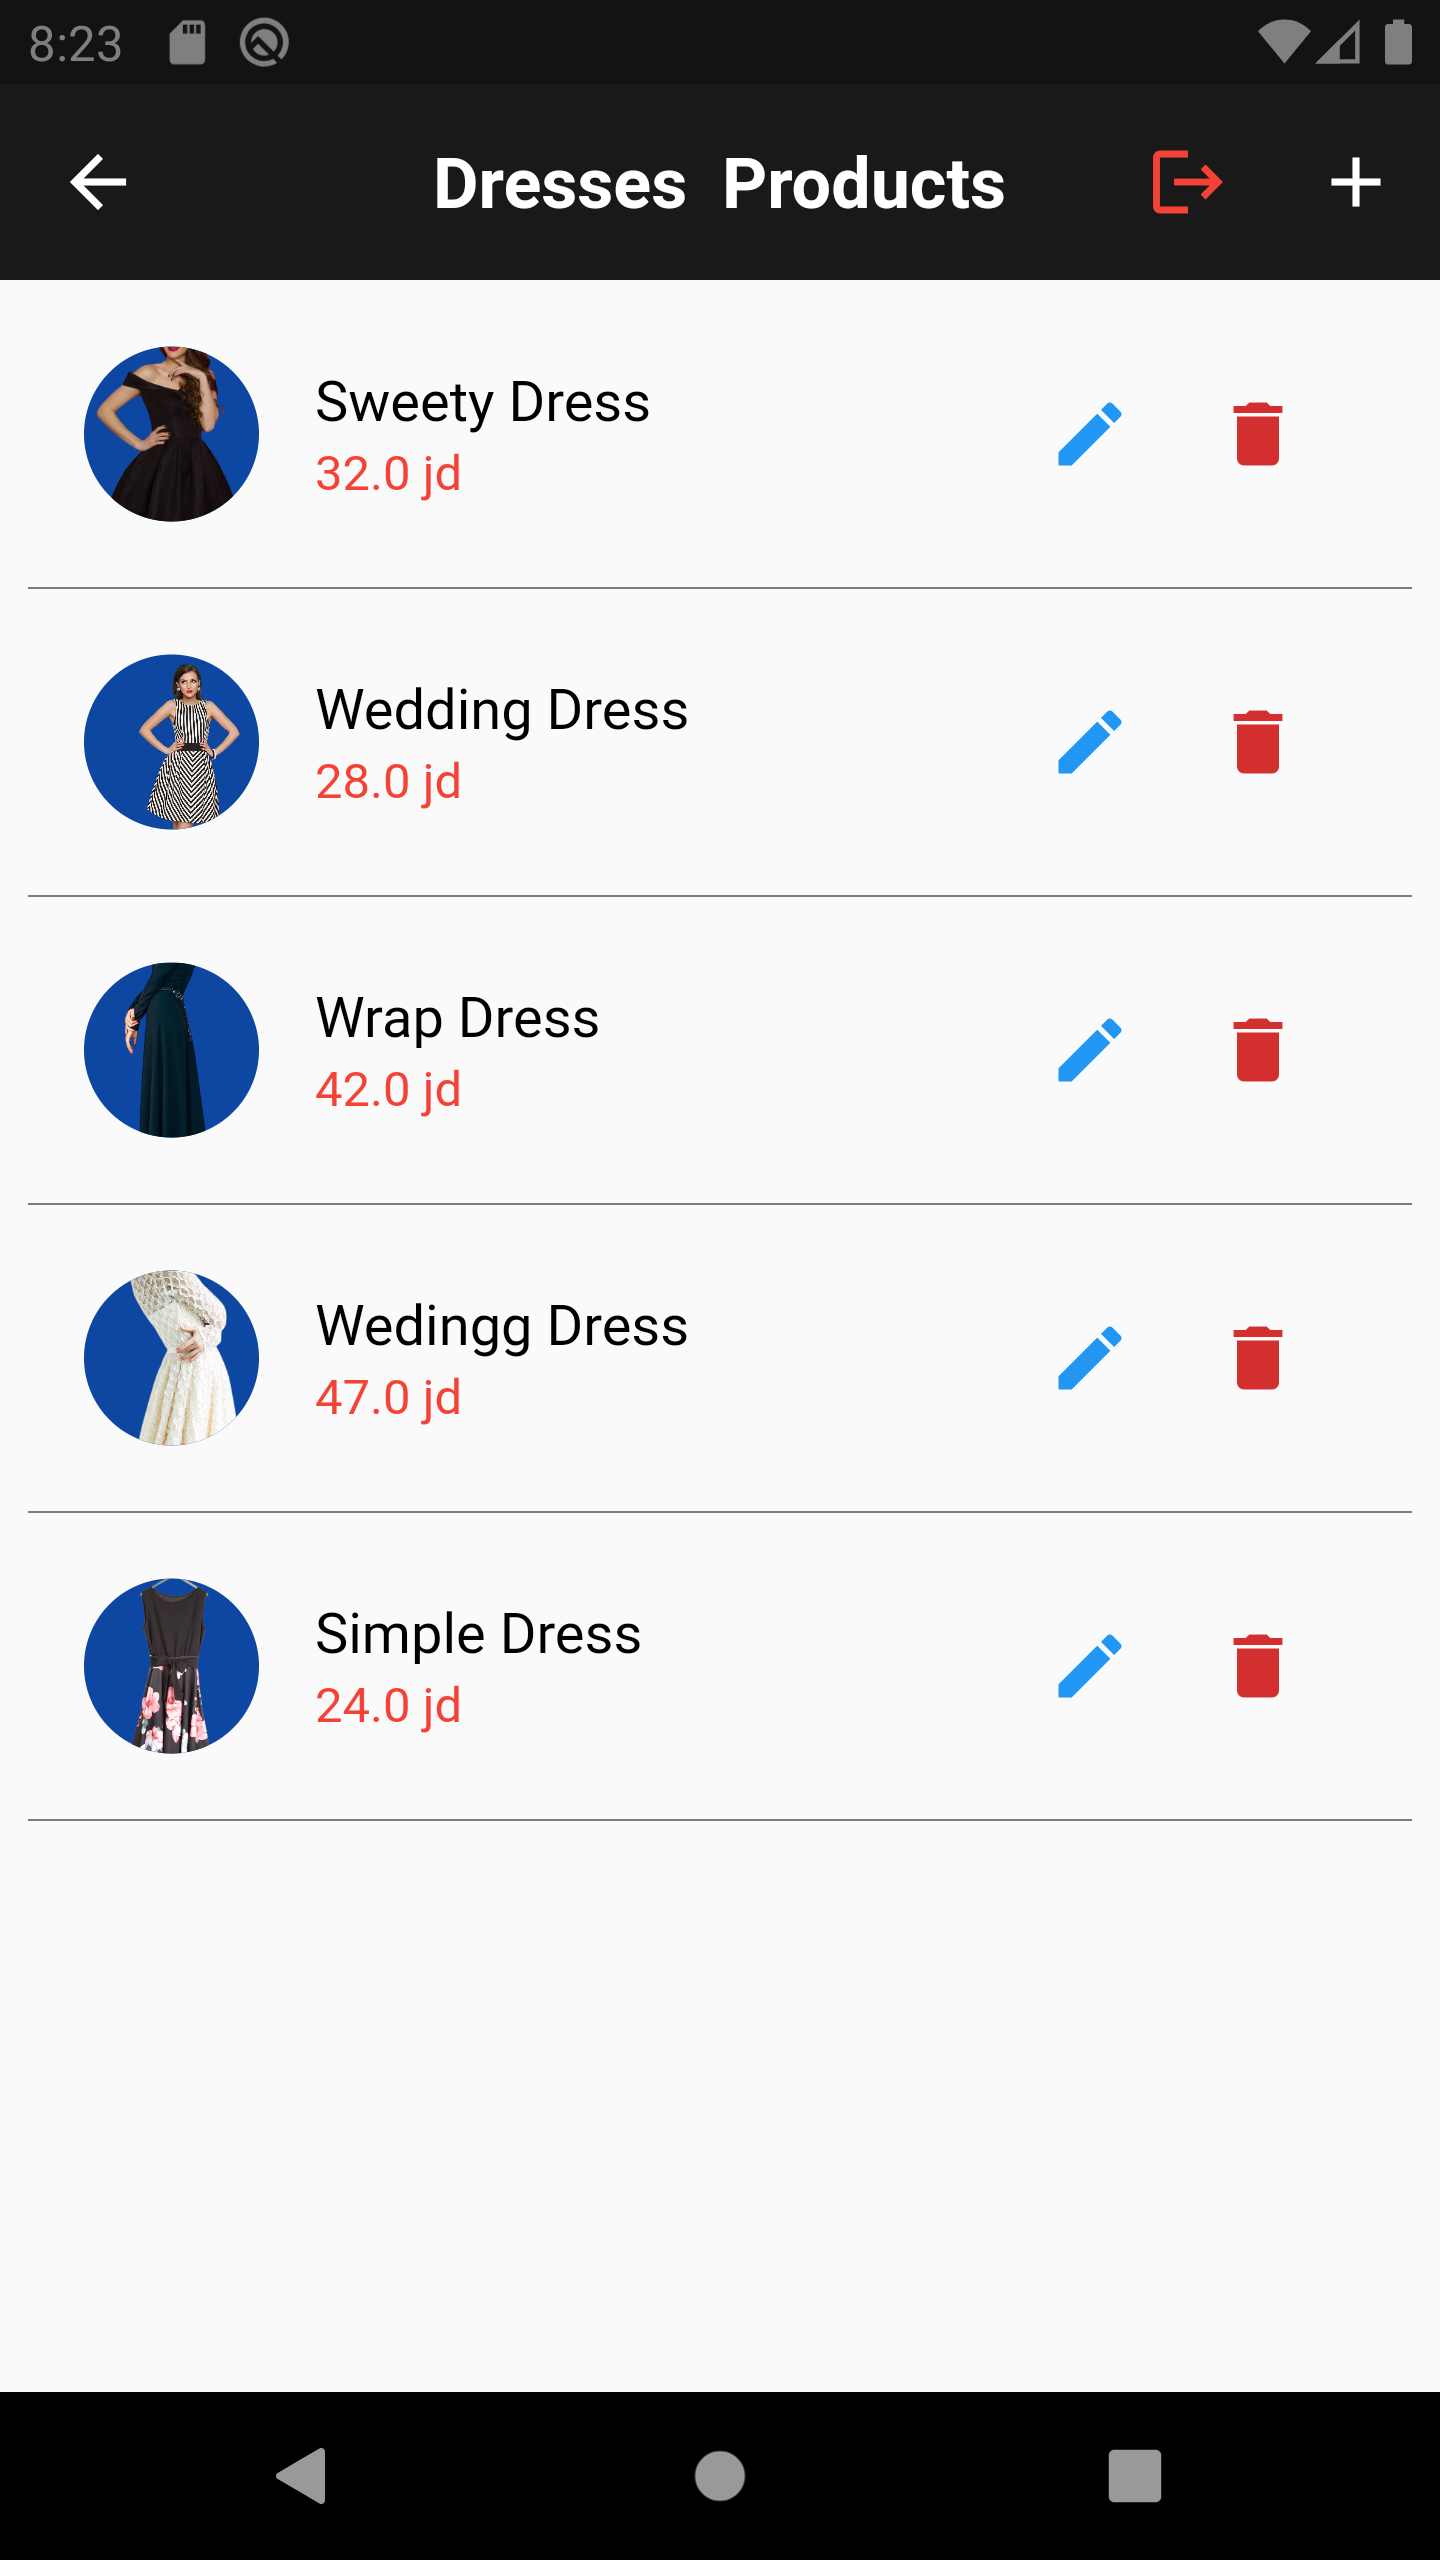 8:23
Dresses  Products
Sweety Dress
32.0 jd
Wedding Dress
28.0 jd
Wrap Dress
42.0 jd
Wedingg Dress
47.0 jd
Simple Dress
24.0 jd